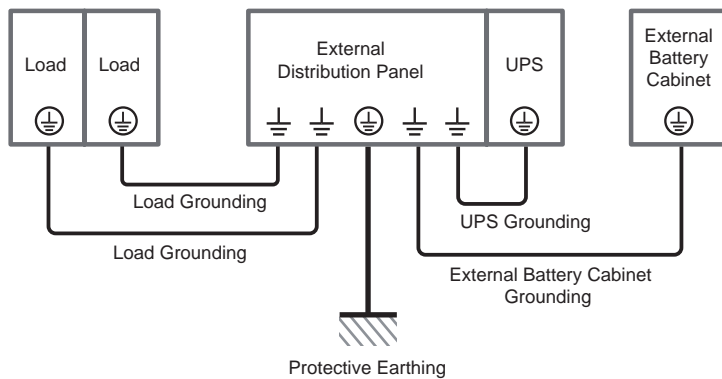 Load
Load
External
Distribution Panel
UPS
External
Battery
Cabinet
Load Grounding
Load Grounding
UPS Grounding
External Battery Cabinet
Grounding
Protective Earthing